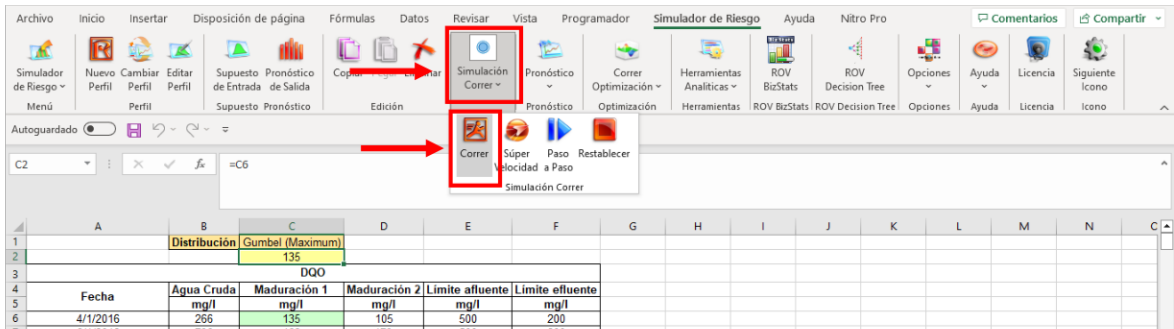 Archivo Inicio Insertar Disposición de página Fórmulas Datos Revisar Vista Programador Simulador de Riesgo Ayuda Nitro Pro Comentarios Compartir
Simulador de Riesgo
Nuevo Perfil
Cambiar Perfil
Editar Perfil
Supuesto de Entrada
Pronóstico de Salida
Simulación Correr
Pronóstico
Correr Optimización
Herramientas Analiticas
ROV BizStats
ROV Decision Tree
Opciones
Ayuda
Licencia
Siguiente Icono
Menú Perfil Supuesto Pronóstico Edición Pronóstico Optimización Herramientas ROV BizStats ROV Decision Tree Opciones Ayuda Licencia Icono
Autoguardado
Correr
Súper Velocidad
Paso a Paso
Restablecer
Simulación Correr
C2 fx =C6
A B C D E F G H I J K L M N
1 Distribución Gumbel (Maximum)
2 135
3 DQO
4 Fecha Agua Cruda Maduración 1 Maduración 2 Límite afluente Límite efluente
5 mg/l mg/l mg/l mg/l mg/l
6 4/1/2016 266 135 105 500 200